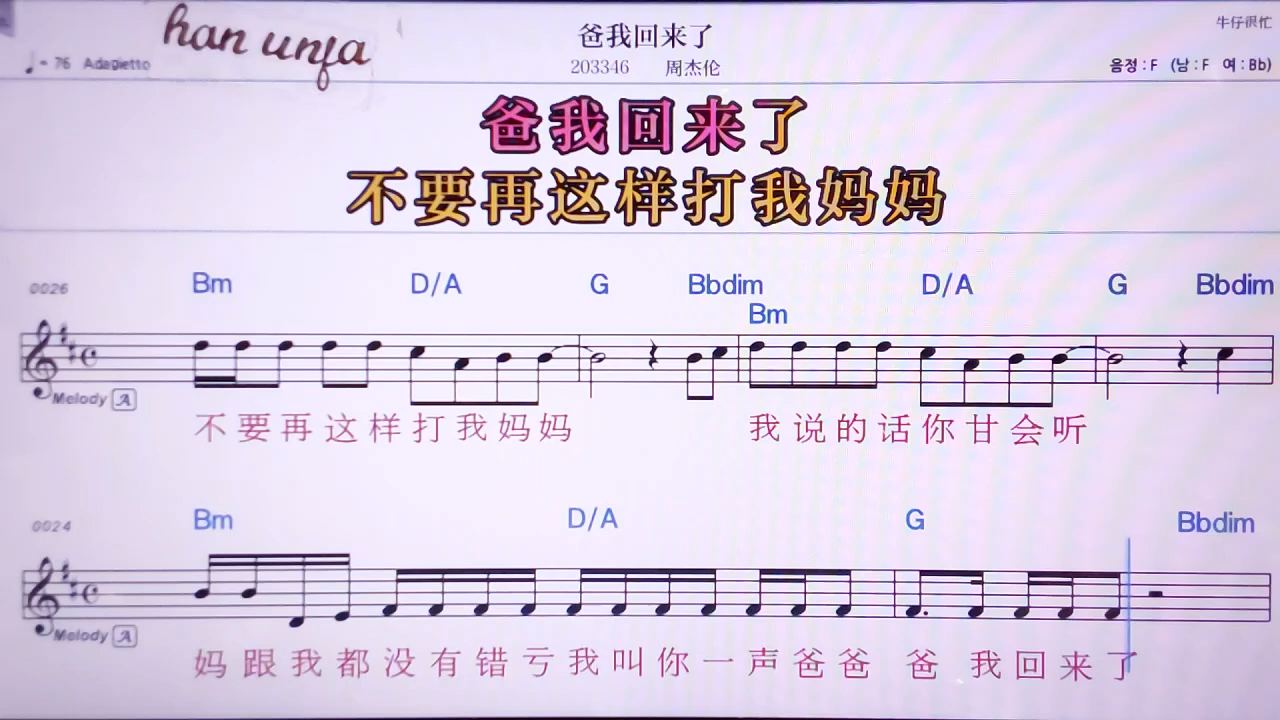 han unfa
爸我回来了
牛仔很忙
♩= 76 Adagietto
203346 周杰伦
음정 : F (남 : F 여 : Bb)
爸我回来了
不要再这样打我妈妈
0026 Bm D/A G Bbdim D/A G Bbdim
Bm
Melody A
不要再这样打我妈妈 我说的话你甘会听
0024 Bm D/A G Bbdim
Melody A
妈跟我都没有错亏我叫你一声爸爸 爸 我回来了